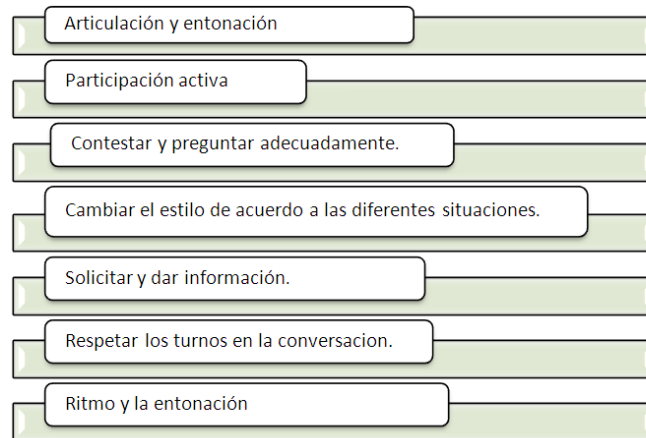 Articulación y entonación
Participación activa
Contestar y preguntar adecuadamente.
Cambiar el estilo de acuerdo a las diferentes situaciones.
Solicitar y dar información.
Respetar los turnos en la conversacion.
Ritmo y la entonación